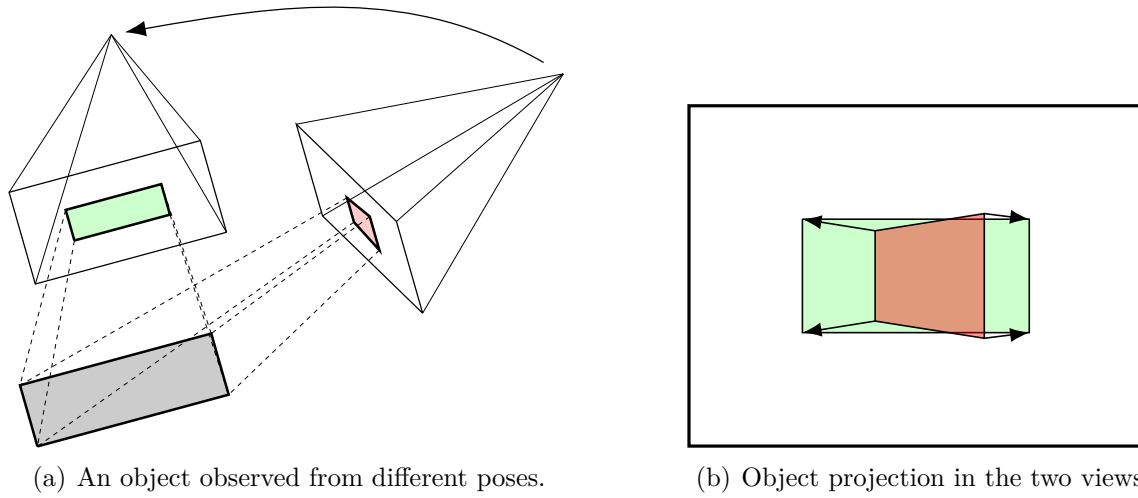 (a) An object observed from different poses.
(b) Object projection in the two views